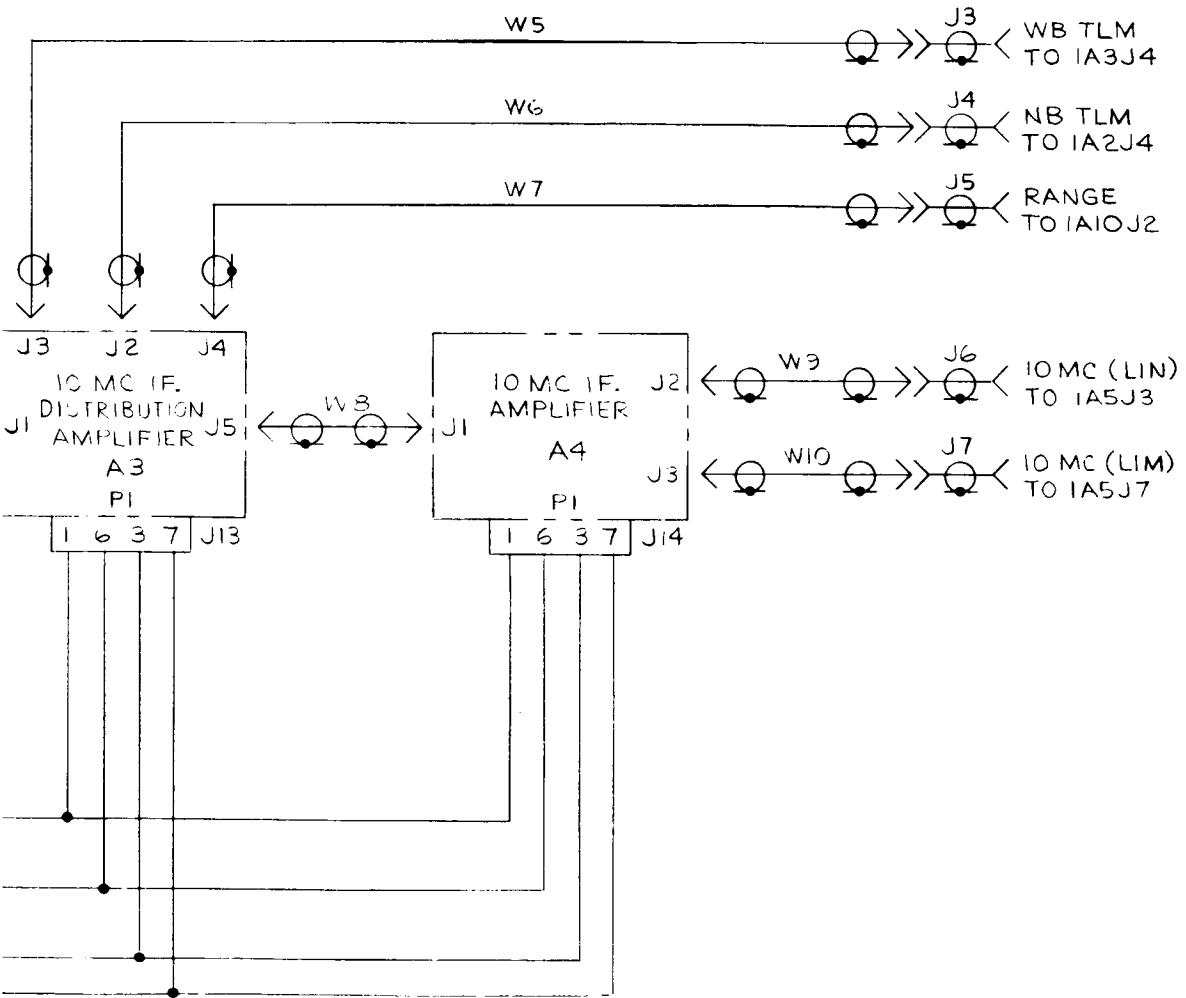 W5
J3
WB TLM
TO 1A3J4
W6
J4
NB TLM
TO 1A2J4
W7
J5
RANGE
TO 1A10J2
J3 J2 J4
10 MC I.F.
DISTRIBUTION
AMPLIFIER
J1
J5
A3
P1
1 6 3 7
J13
W8
J1
10 MC I.F.
AMPLIFIER
A4
J2
J3
P1
1 6 3 7
J14
W9
J6
10 MC (LIN)
TO 1A5J3
W10
J7
10 MC (LIM)
TO 1A5J7